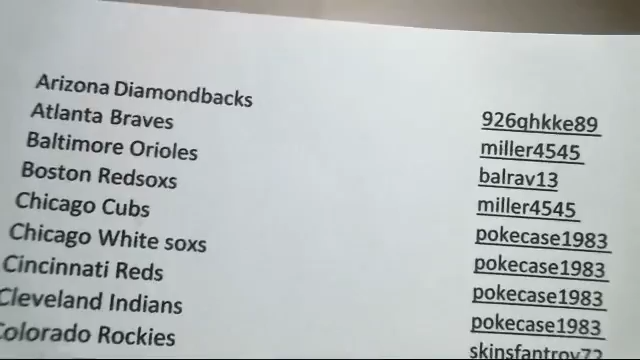 Arizona Diamondbacks 926qhkke89
Atlanta Braves miller4545
Baltimore Orioles balrav13
Boston Redsoxs miller4545
Chicago Cubs pokecase1983
Chicago White soxs pokecase1983
Cincinnati Reds pokecase1983
Cleveland Indians pokecase1983
Colorado Rockies skinsfantroy72